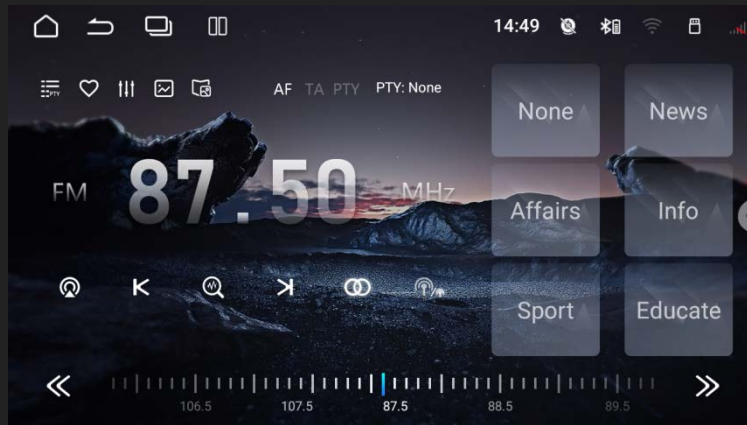 14:49
PTY
AF TA PTY PTY: None
None News
FM 87.50 MHz
Affairs Info
Sport Educate
106.5 107.5 87.5 88.5 89.5